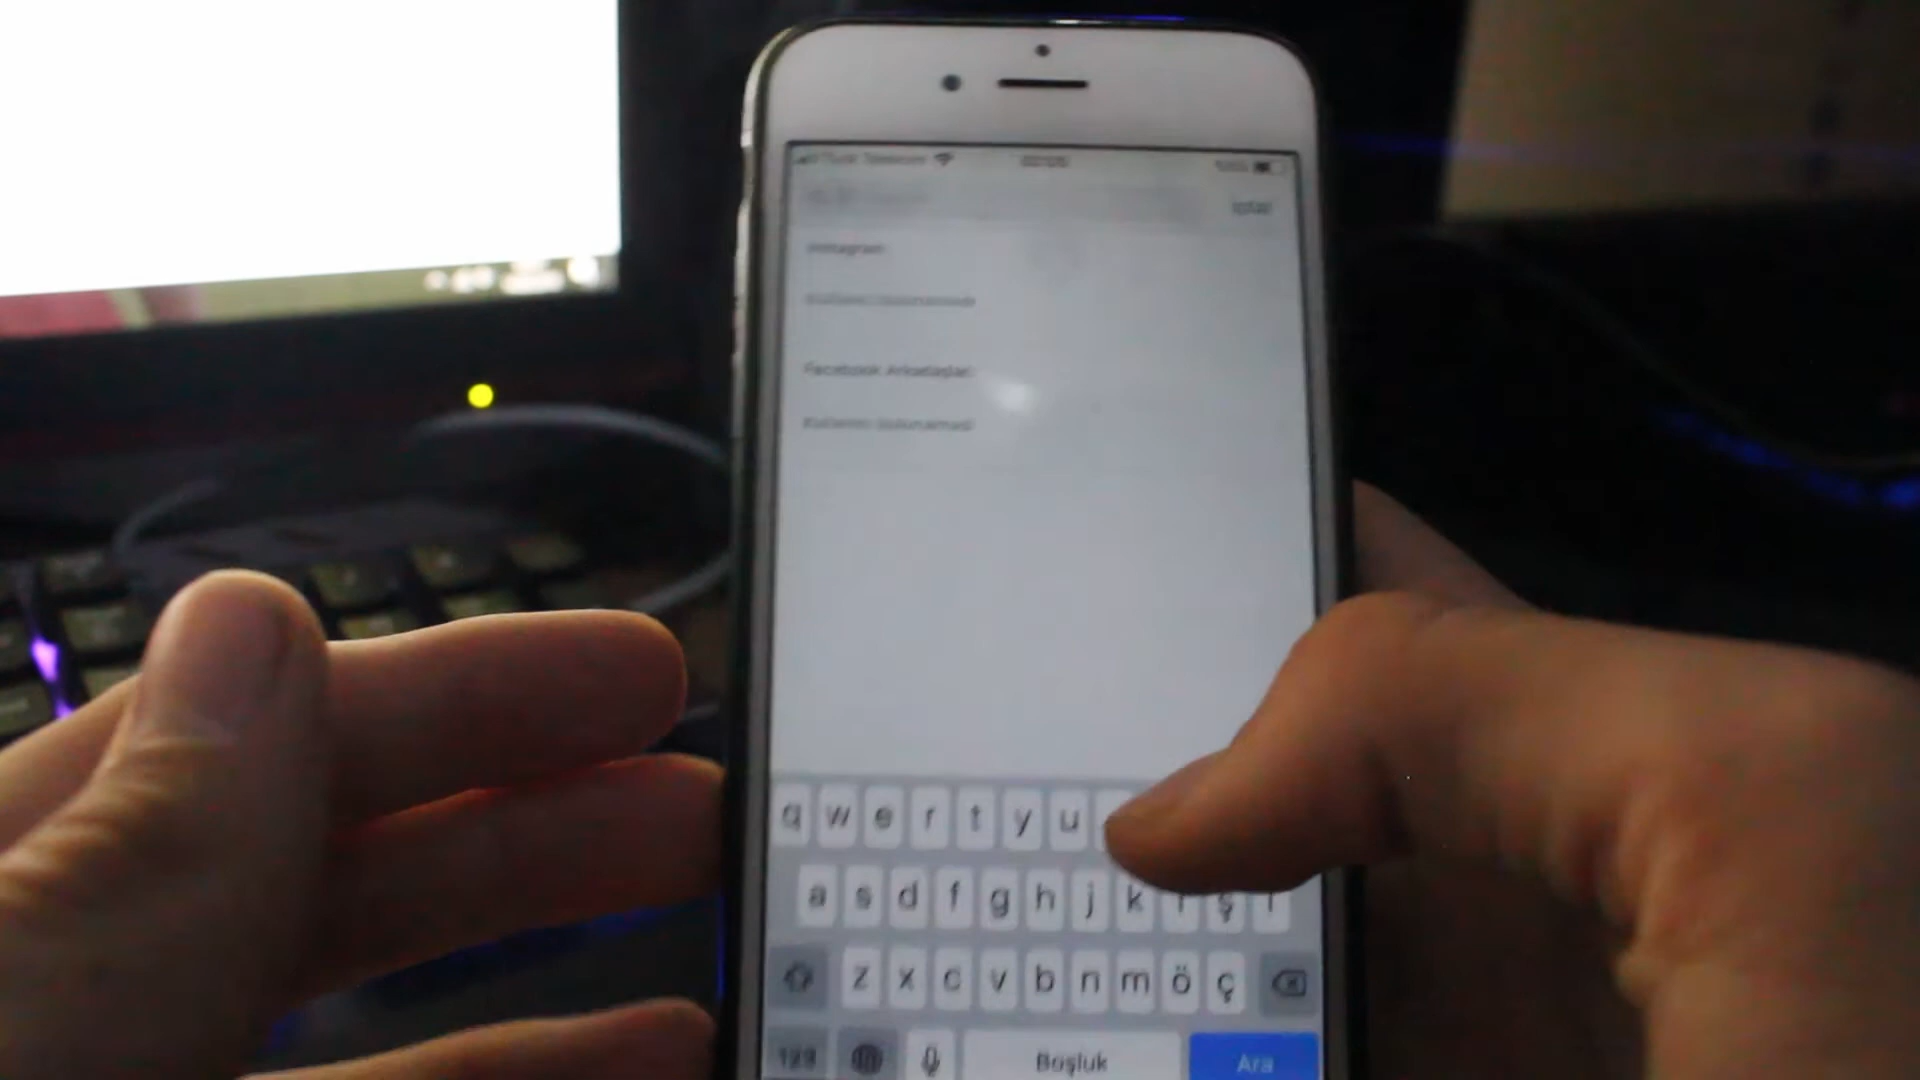 Türk Telekom
İptal
Instagram
Kullanıcı bulunamadı
Facebook Arkadaşları
Kullanıcı bulunamadı
q w e r t y u
a s d f g h j k l ş i
z x c v b n m ö ç
123 Boşluk Ara